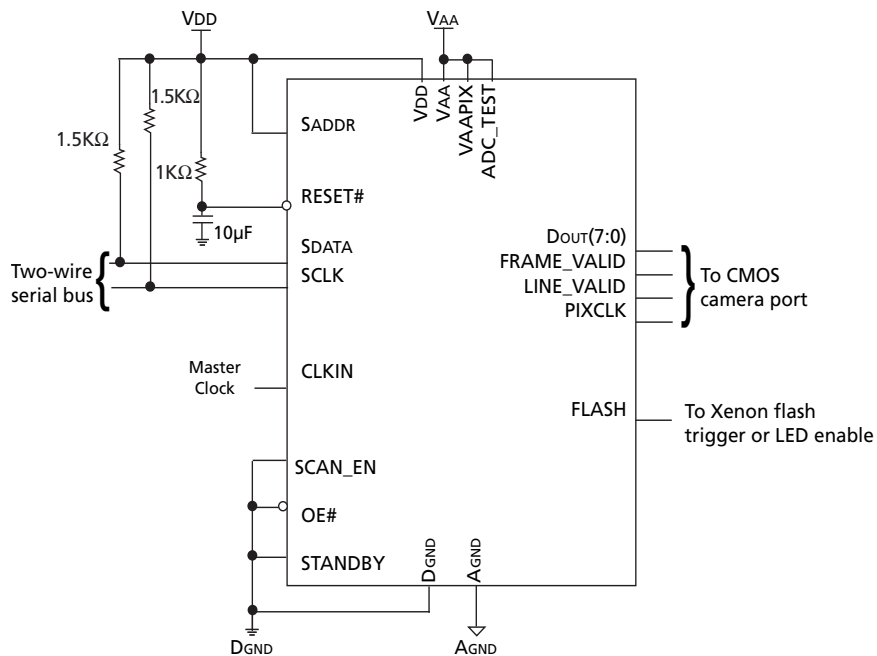 VDD
VAA
1.5KΩ
1.5KΩ
1KΩ
10µF
SADDR
RESET#
SDATA
SCLK
Two-wire
serial bus
Master
Clock
CLKIN
SCAN_EN
OE#
STANDBY
VDD
VAA
VAAPIX
ADC_TEST
DOUT(7:0)
FRAME_VALID
LINE_VALID
PIXCLK
To CMOS
camera port
FLASH
To Xenon flash
trigger or LED enable
DGND
AGND
DGND
AGND